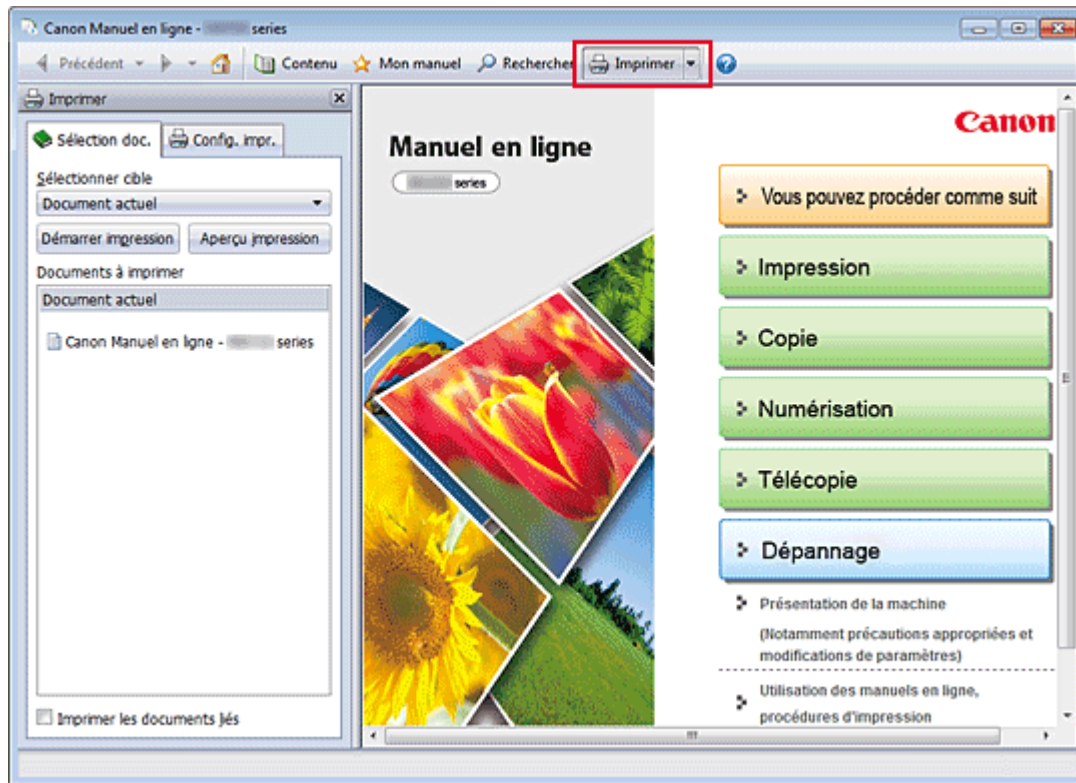 Canon Manuel en ligne - series
Précédent
Contenu
Mon manuel
Rechercher
Imprimer
Imprimer
Sélection doc.
Config. impr.
Sélectionner cible
Document actuel
Démarrer impression
Aperçu impression
Documents à imprimer
Document actuel
Canon Manuel en ligne - series
Imprimer les documents liés
Manuel en ligne
series
Canon
Vous pouvez procéder comme suit
Impression
Copie
Numérisation
Télécopie
Dépannage
Présentation de la machine
(Notamment précautions appropriées et
modifications de paramètres)
Utilisation des manuels en ligne,
procédures d'impression